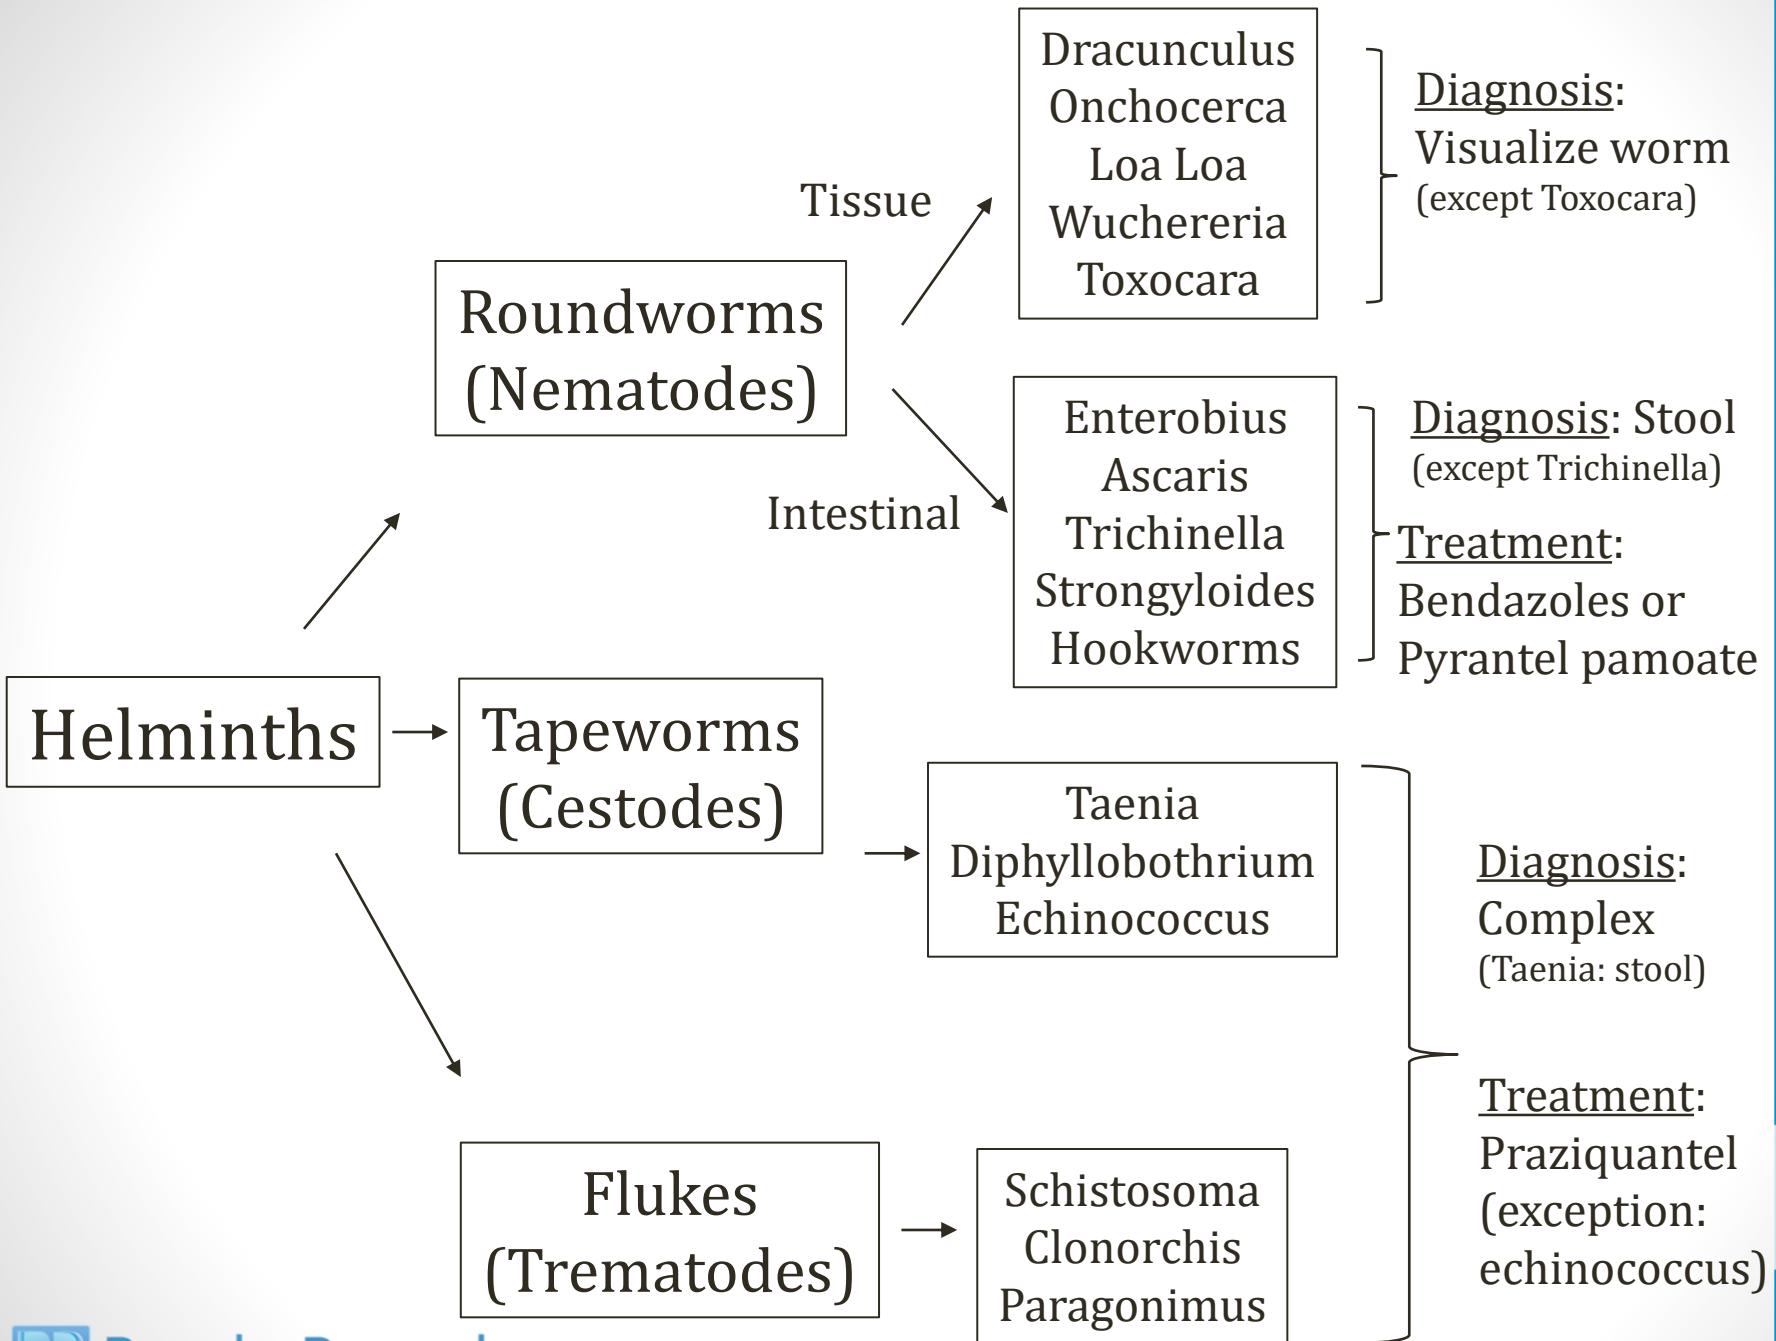 Dracunculus
Onchocerca
Loa Loa
Wuchereria
Toxocara
Diagnosis:
Visualize worm
(except Toxocara)
Tissue
Roundworms
(Nematodes)
Intestinal
Enterobius
Ascaris
Trichinella
Strongyloides
Hookworms
Diagnosis: Stool
(except Trichinella)
Treatment:
Bendazoles or
Pyrantel pamoate
Helminths
Tapeworms
(Cestodes)
Taenia
Diphyllobothrium
Echinococcus
Diagnosis:
Complex
(Taenia: stool)
Treatment:
Praziquantel
(exception:
echinococcus)
Flukes
(Trematodes)
Schistosoma
Clonorchis
Paragonimus